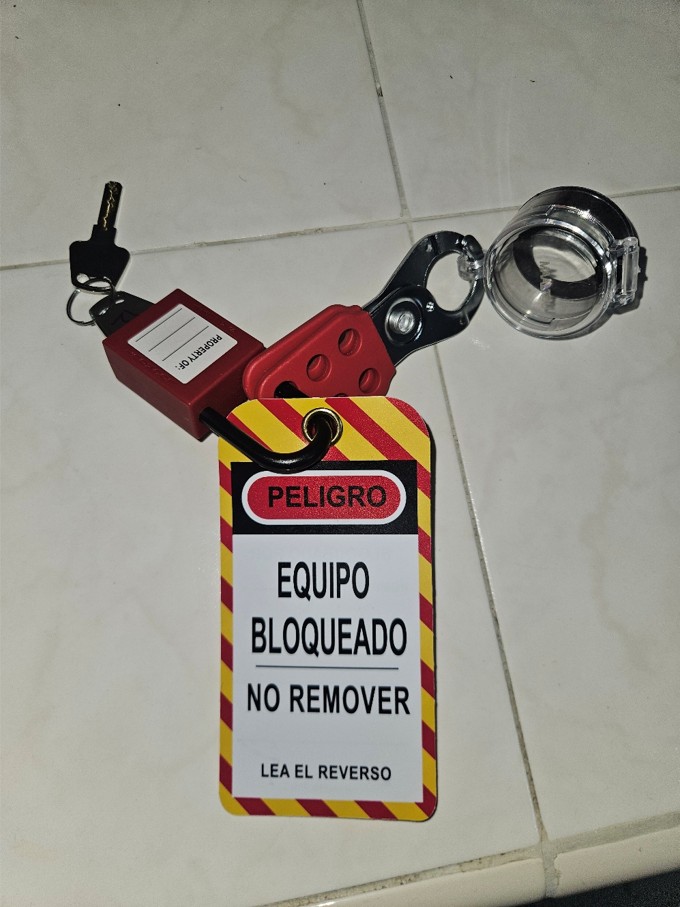 PROPERTY OF:
PELIGRO
EQUIPO
BLOQUEADO
NO REMOVER
LEA EL REVERSO